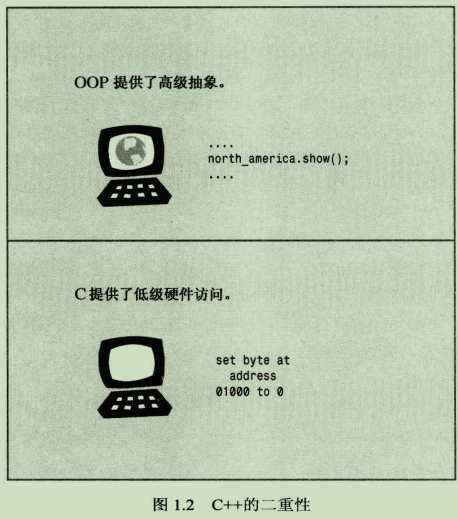 OOP 提供了高级抽象。
....
north_america.show();
....
C 提供了低级硬件访问。
set byte at
address
01000 to 0
图 1.2 C++的二重性